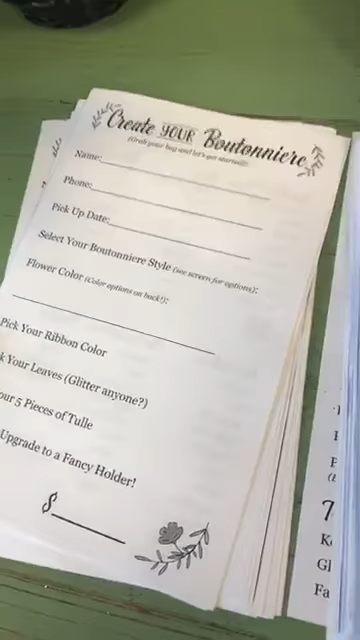 Create YOUR Boutonniere
(Grab your bag and let's get started!)
Name:
Phone:
Pick Up Date:
Select Your Boutonniere Style (see screen for options):
Flower Color (Color options on back!):
Pick Your Ribbon Color
k Your Leaves (Glitter anyone?)
our 5 Pieces of Tulle
Upgrade to a Fancy Holder!
$
K
Gl
Fa